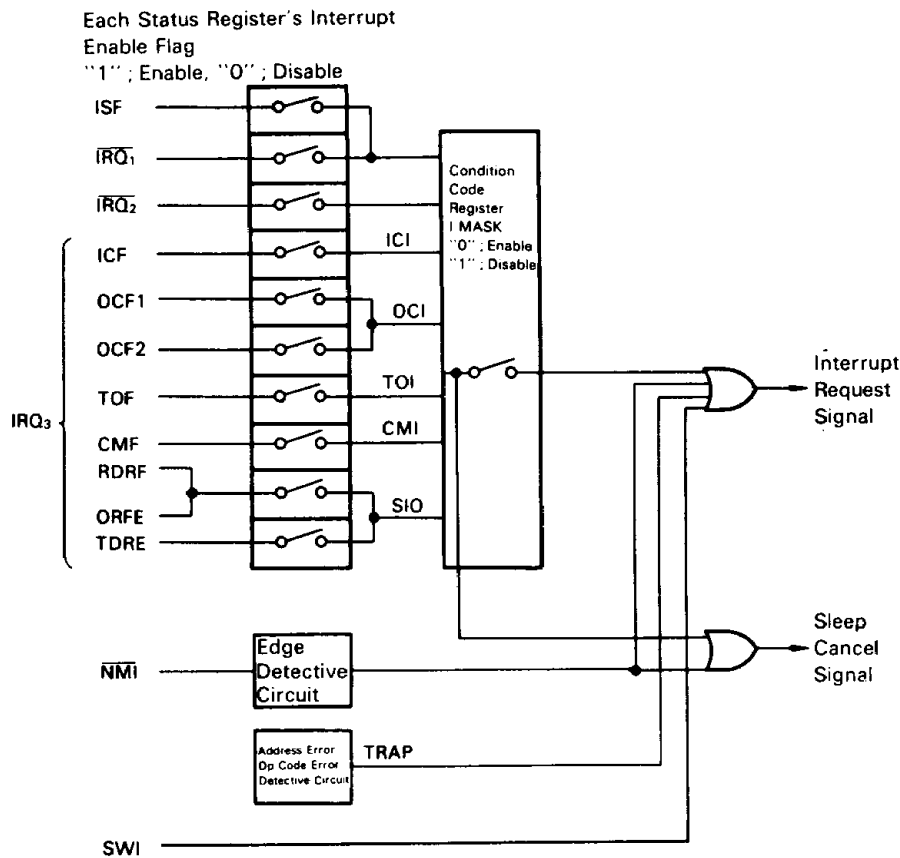 Each Status Register's Interrupt
Enable Flag
"1" ; Enable, "0" ; Disable
ISF
IRQ₁
IRQ₂
ICF
OCF1
OCF2
TOF
CMF
RDRF
ORFE
TDRE
IRQ₃
ICI
OCI
TOI
CMI
SIO
Condition
Code
Register
I MASK
"0" ; Enable
"1" ; Disable
Interrupt
Request
Signal
Sleep
Cancel
Signal
NMI
Edge
Detective
Circuit
Address Error
Op Code Error
Detective Circuit
TRAP
SWI